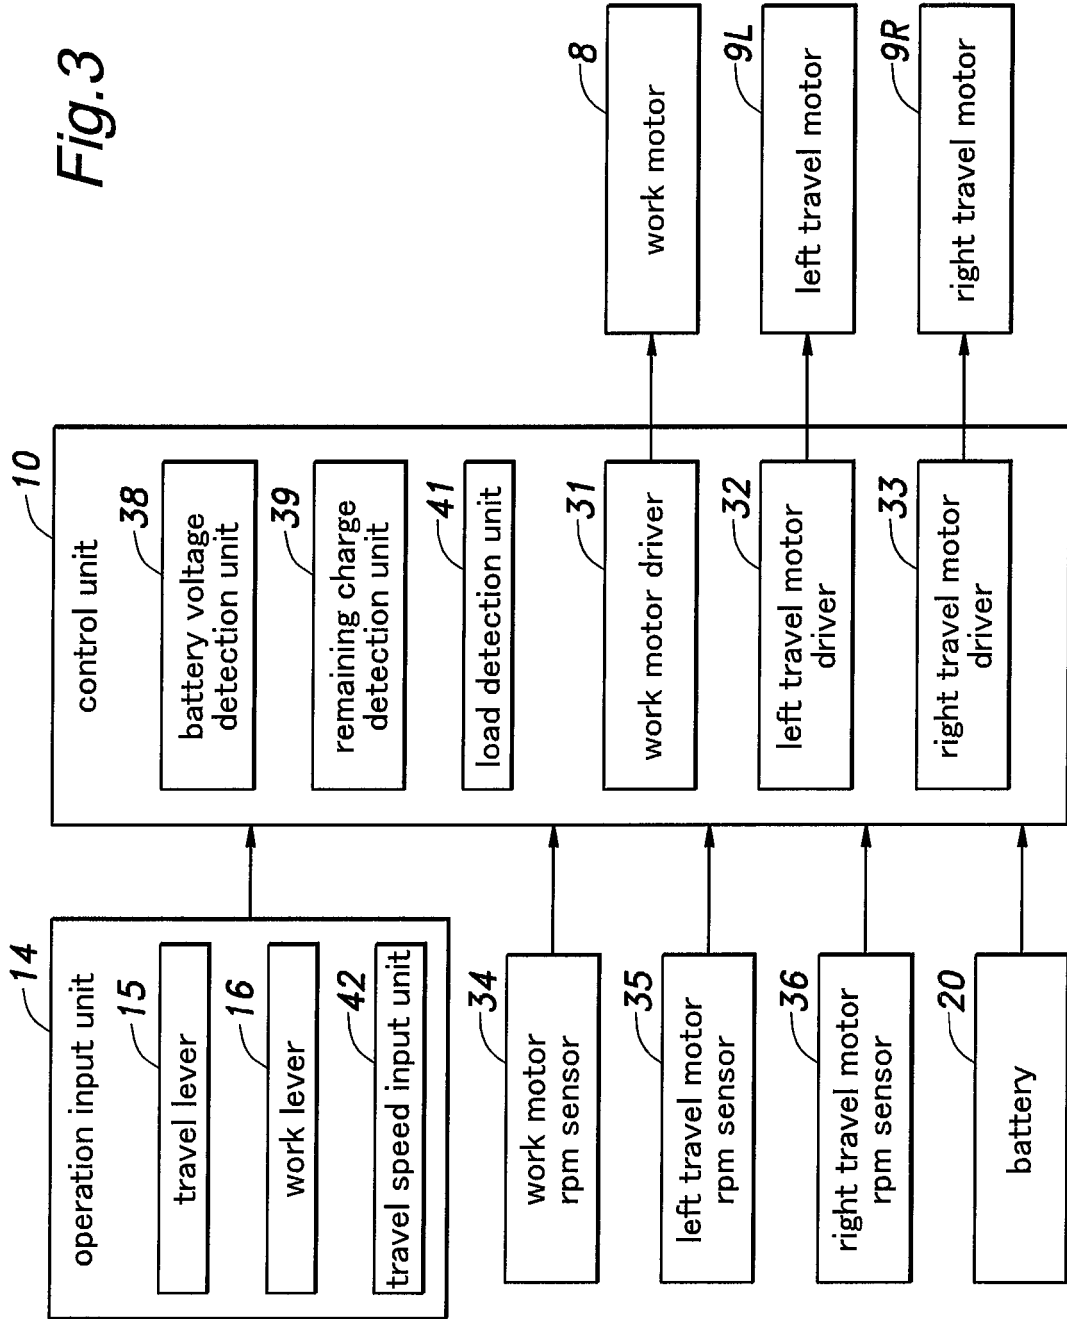 Fig.3
14
operation input unit
15
travel lever
16
work lever
42
travel speed input unit
34
work motor
rpm sensor
35
left travel motor
rpm sensor
36
right travel motor
rpm sensor
20
battery
10
control unit
38
battery voltage
detection unit
39
remaining charge
detection unit
41
load detection unit
31
work motor driver
32
left travel motor
driver
33
right travel motor
driver
8
work motor
9L
left travel motor
9R
right travel motor